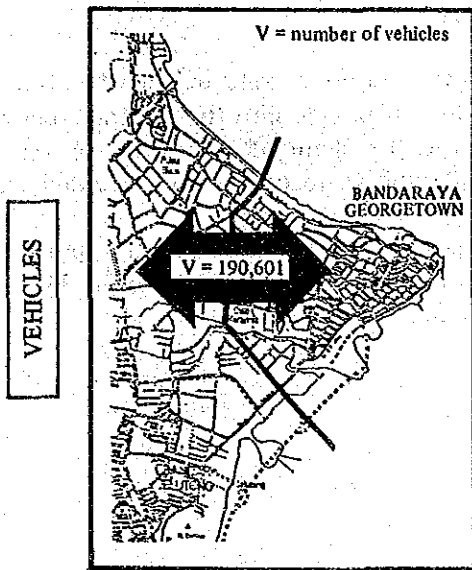 V = number of vehicles
BANDARAYA
GEORGETOWN
V = 190,601
VEHICLES